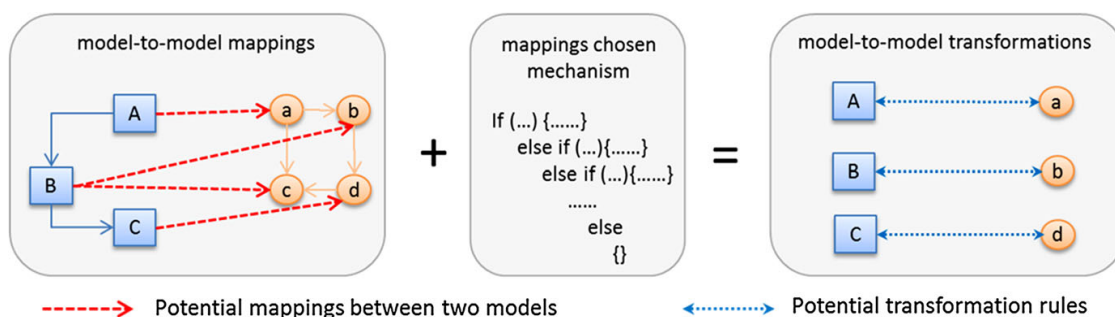 model-to-model mappings
A
a
b
B
c
d
C
+
mappings chosen
mechanism
If (...) {......}
else if (...){......}
else if (...){......}
......
else
{}
=
model-to-model transformations
A
a
B
b
C
d
Potential mappings between two models
Potential transformation rules